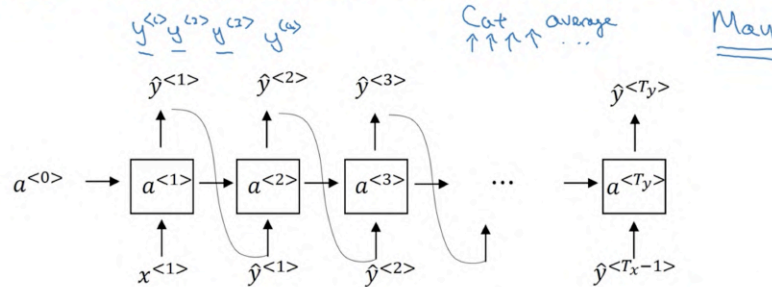 y<1> y<2> y<3> y<4> Cat average Mau
↑↑↑↑ ...
ŷ<1> ŷ<2> ŷ<3> ŷ<Ty>
a<0> a<1> a<2> a<3> ... a<Ty>
x<1> ŷ<1> ŷ<2> ŷ<Tx−1>